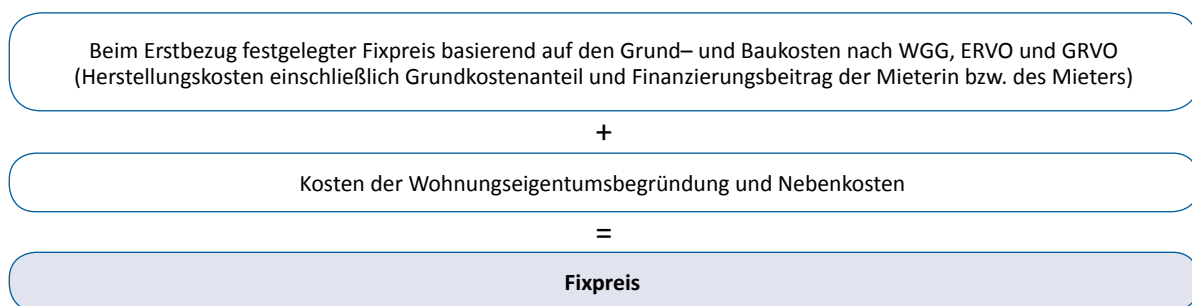 Beim Erstbezug festgelegter Fixpreis basierend auf den Grund– und Baukosten nach WGG, ERVO und GRVO
(Herstellungskosten einschließlich Grundkostenanteil und Finanzierungsbeitrag der Mieterin bzw. des Mieters)
+
Kosten der Wohnungseigentumsbegründung und Nebenkosten
=
Fixpreis